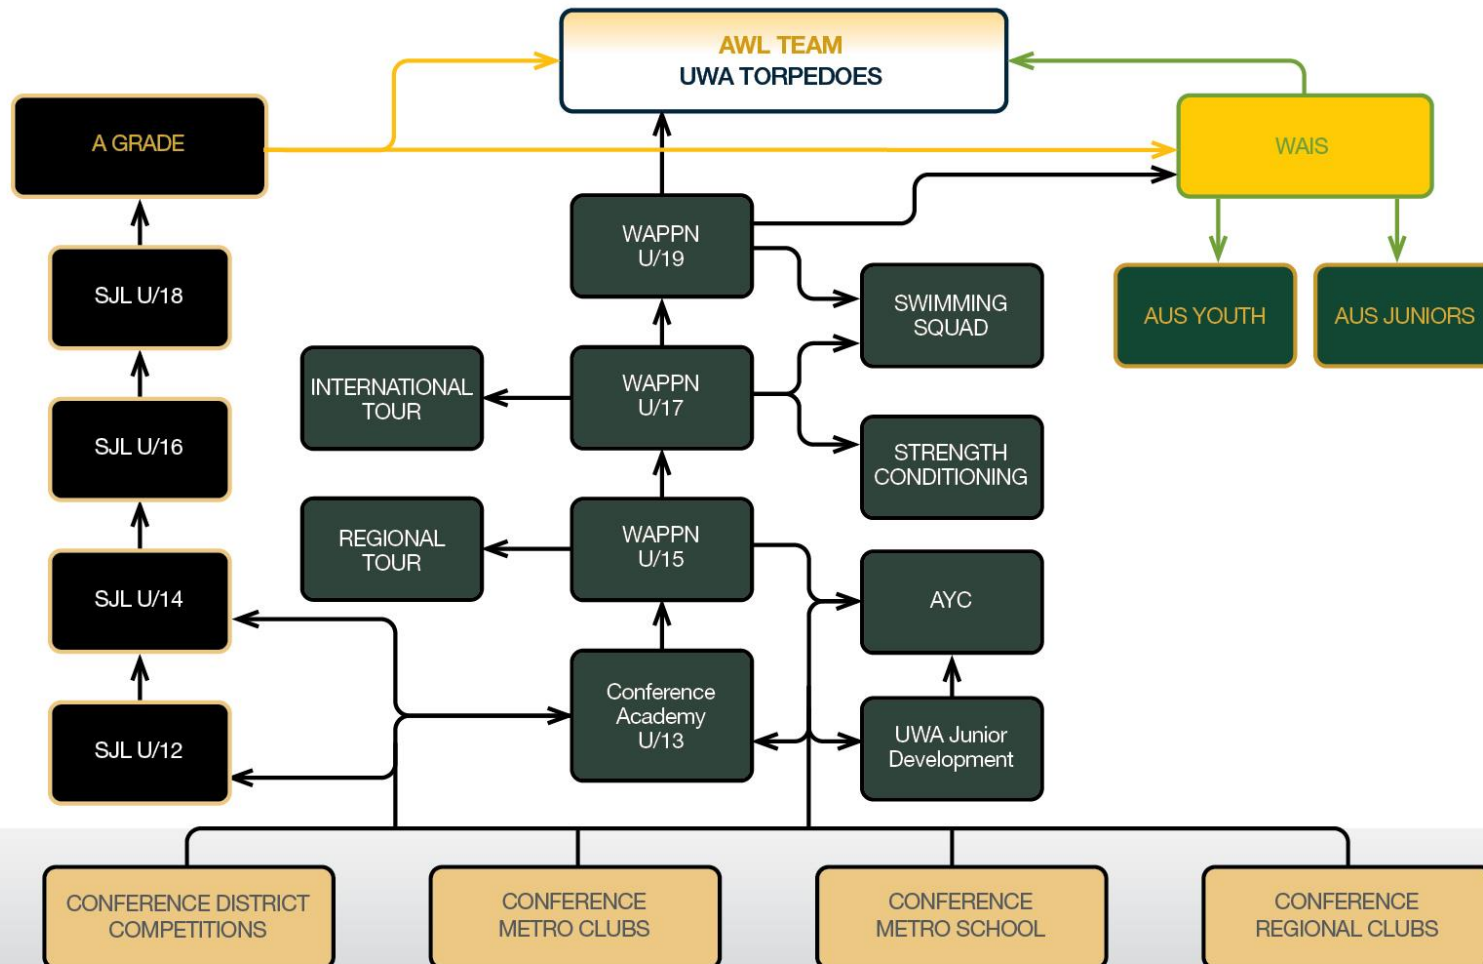 AWL TEAM
UWA TORPEDOES
A GRADE
WAIS
WAPPN
U/19
SJL U/18
SWIMMING
SQUAD
AUS YOUTH
AUS JUNIORS
INTERNATIONAL
TOUR
WAPPN
U/17
SJL U/16
STRENGTH
CONDITIONING
REGIONAL
TOUR
WAPPN
U/15
SJL U/14
AYC
Conference
Academy
U/13
SJL U/12
UWA Junior
Development
CONFERENCE DISTRICT
COMPETITIONS
CONFERENCE
METRO CLUBS
CONFERENCE
METRO SCHOOL
CONFERENCE
REGIONAL CLUBS